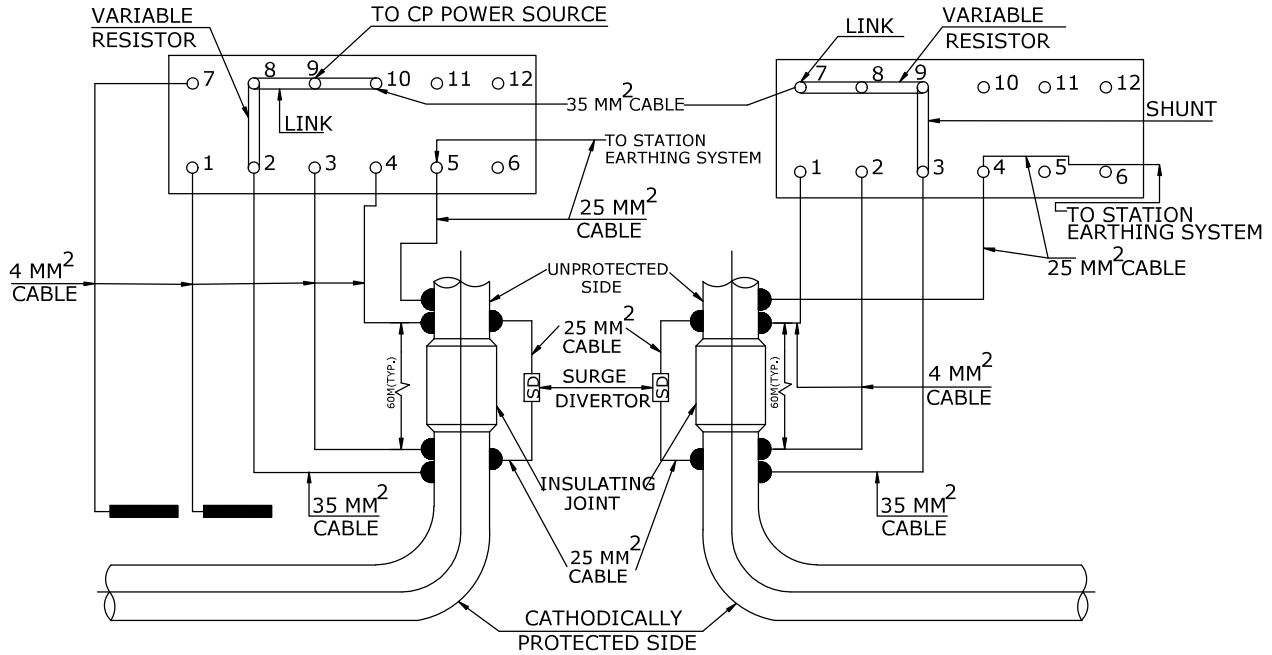 VARIABLE
RESISTOR
TO CP POWER SOURCE
7
8
9
10
11
12
LINK
1
2
3
4
5
6
35 MM2 CABLE
TO STATION
EARTHING SYSTEM
25 MM2
CABLE
4 MM2
CABLE
LINK
VARIABLE
RESISTOR
7
8
9
10
11
12
SHUNT
1
2
3
4
5
6
TO STATION
EARTHING SYSTEM
25 MM2 CABLE
UNPROTECTED
SIDE
25 MM2
CABLE
60M(TYP.)
SD
SURGE
DIVERTOR
SD
60M(TYP.)
4 MM2
CABLE
INSULATING
JOINT
35 MM2
CABLE
35 MM2
CABLE
25 MM2
CABLE
CATHODICALLY
PROTECTED SIDE